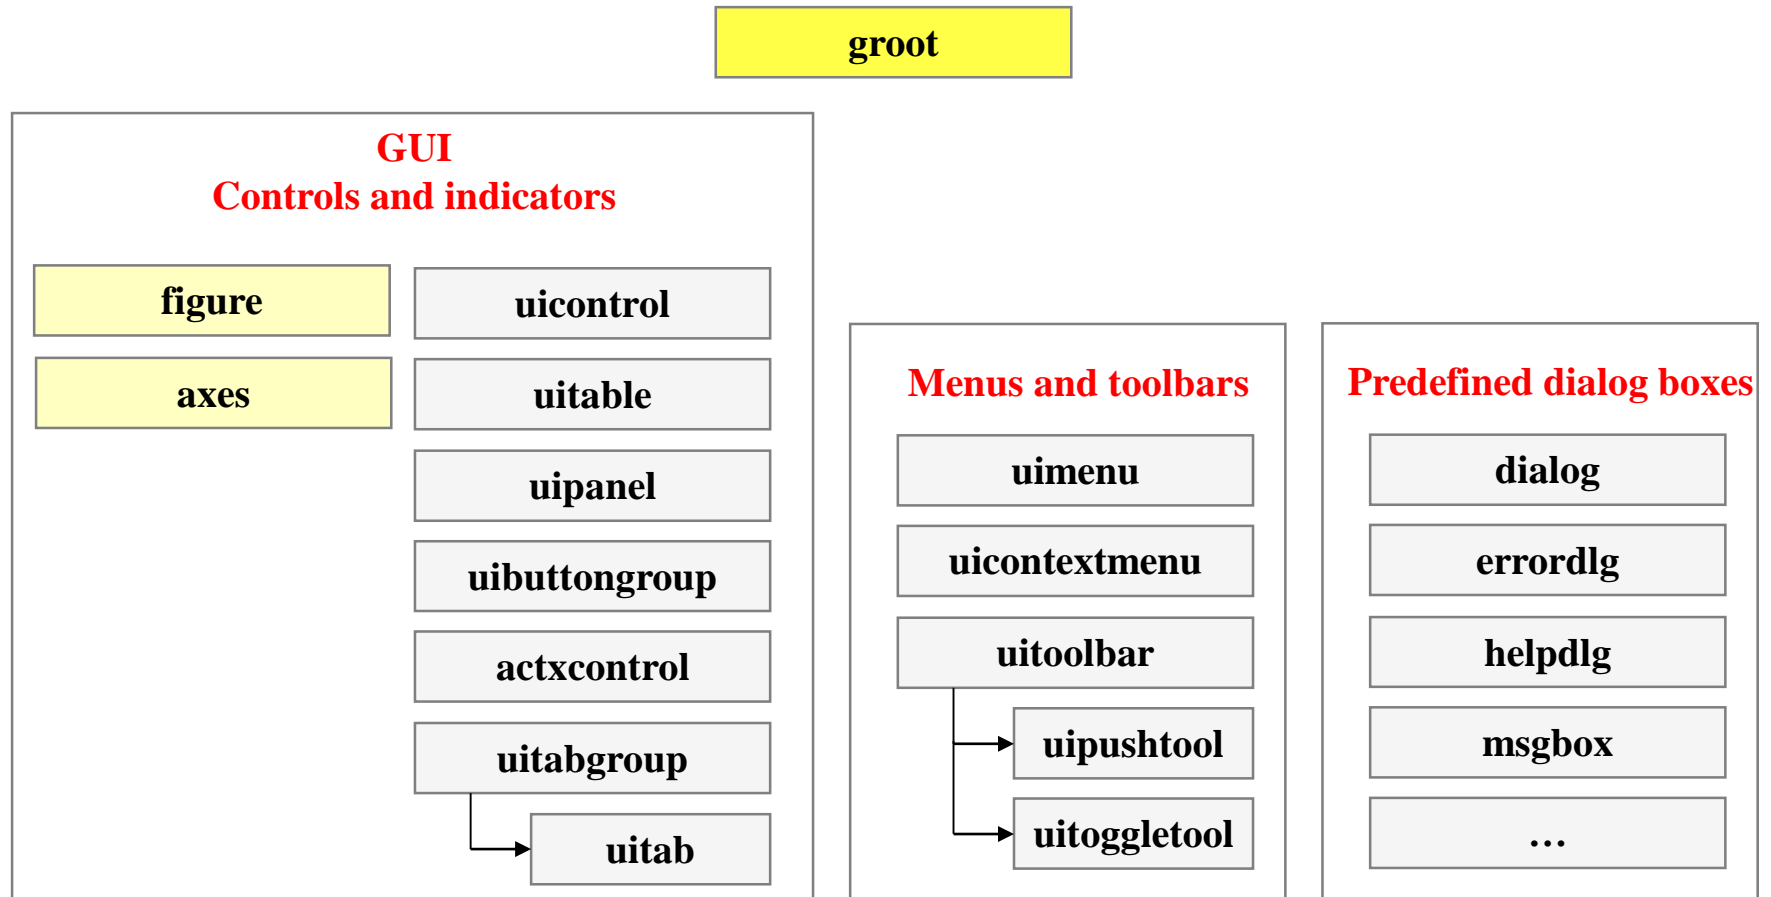 groot
GUI
Controls and indicators
figure
axes
uicontrol
uitable
uipanel
uibuttongroup
actxcontrol
uitabgroup
uitab
Menus and toolbars
uimenu
uicontextmenu
uitoolbar
uipushtool
uitoggletool
Predefined dialog boxes
dialog
errordlg
helpdlg
msgbox
…